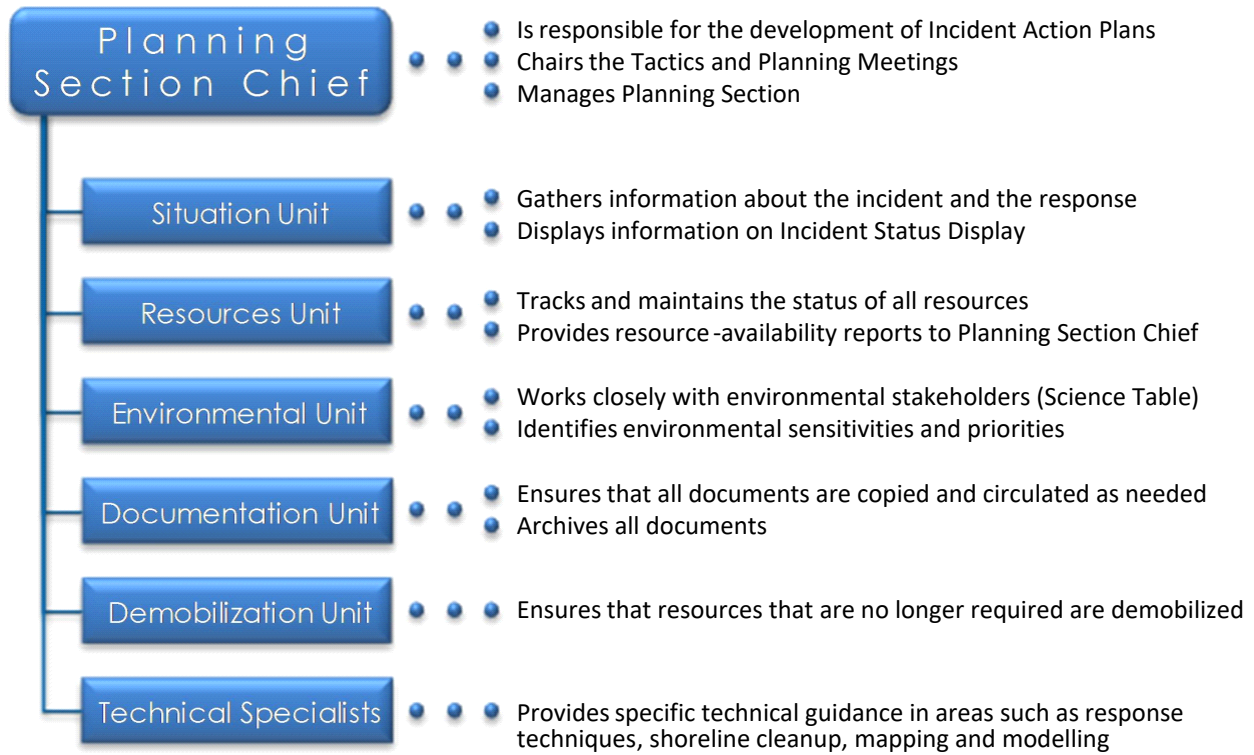 Planning
Section Chief
Is responsible for the development of Incident Action Plans
Chairs the Tactics and Planning Meetings
Manages Planning Section
Situation Unit
Gathers information about the incident and the response
Displays information on Incident Status Display
Resources Unit
Tracks and maintains the status of all resources
Provides resource-availability reports to Planning Section Chief
Environmental Unit
Works closely with environmental stakeholders (Science Table)
Identifies environmental sensitivities and priorities
Documentation Unit
Ensures that all documents are copied and circulated as needed
Archives all documents
Demobilization Unit
Ensures that resources that are no longer required are demobilized
Technical Specialists
Provides specific technical guidance in areas such as response
techniques, shoreline cleanup, mapping and modelling